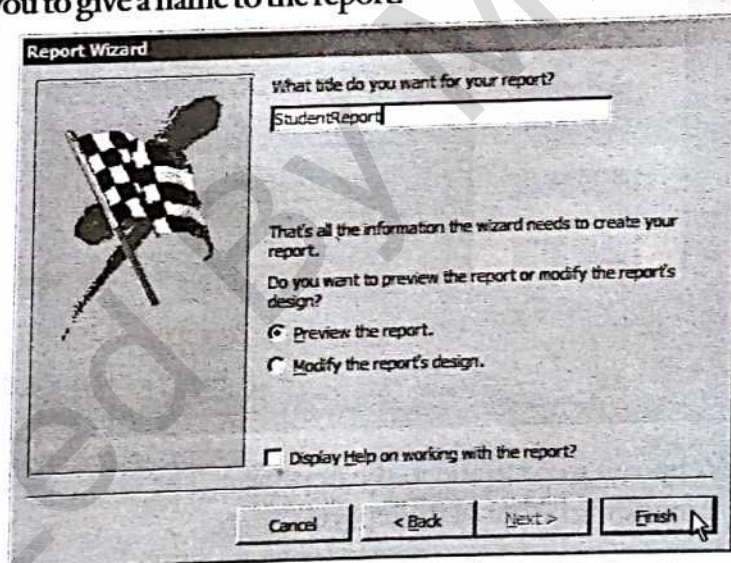 you to give a name to the report.
Report Wizard
What title do you want for your report?
StudentReport
That's all the information the wizard needs to create your
report.
Do you want to preview the report or modify the report's
design?
Preview the report.
Modify the report's design.
Display Help on working with the report?
Cancel
< Back
Next >
Finish